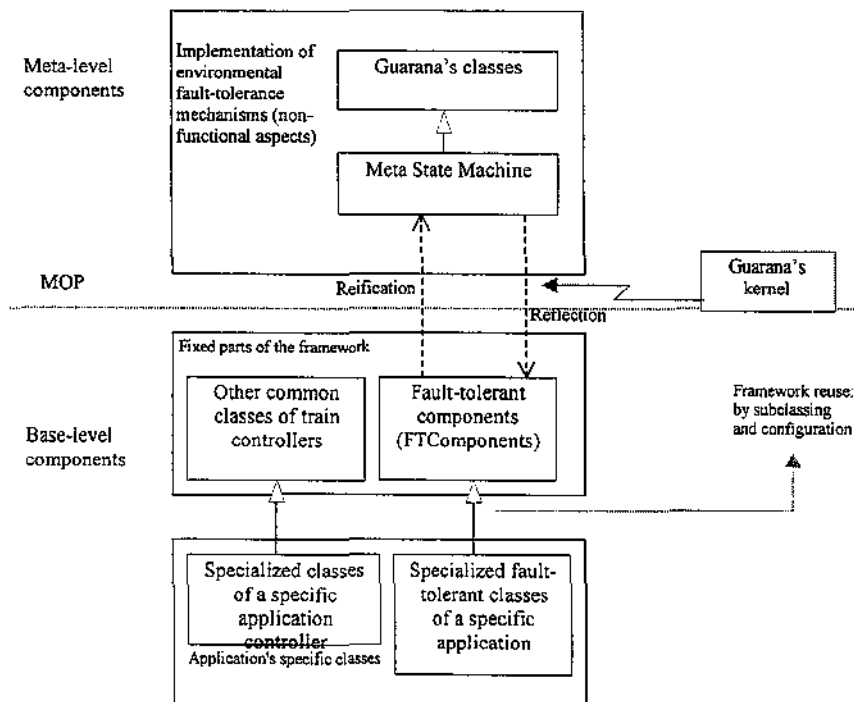 Meta-level
components
Implementation of
environmental
fault-tolerance
mechanisms (non-
functional aspects)
Guarana's classes
Meta State Machine
MOP
Reification
Guarana's
kernel
Reflection
Fixed parts of the framework
Other common
classes of train
controllers
Fault-tolerant
components
(FTComponents)
Base-level
components
Framework reuse:
by subclassing
and configuration
Specialized classes
of a specific
application
controller
Specialized fault-
tolerant classes
of a specific
application
Application's specific classes